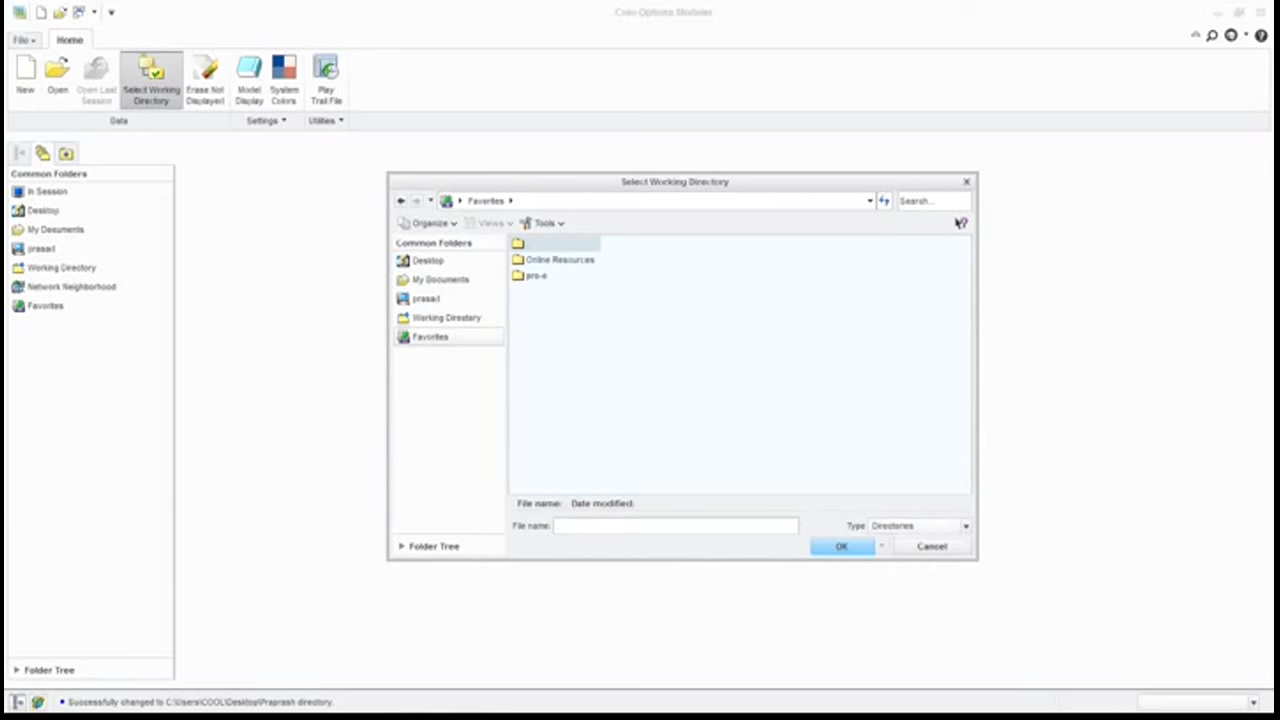 Creo Options Modeler
File
Home
New
Open
Open Last Session
Select Working Directory
Erase Not Displayed
Model Display
System Colors
Play Trail File
Data
Settings
Utilities
Common Folders
In Session
Desktop
My Documents
prasad
Working Directory
Network Neighborhood
Favorites
Folder Tree
Select Working Directory
Favorites
Search...
Organize
Views
Tools
Common Folders
Desktop
My Documents
prasad
Working Directory
Favorites
Folder Tree
Online Resources
pro-e
File name: Date modified:
File name:
Type Directories
OK
Cancel
Successfully changed to C:\Users\COOL\Desktop\Praprash directory.